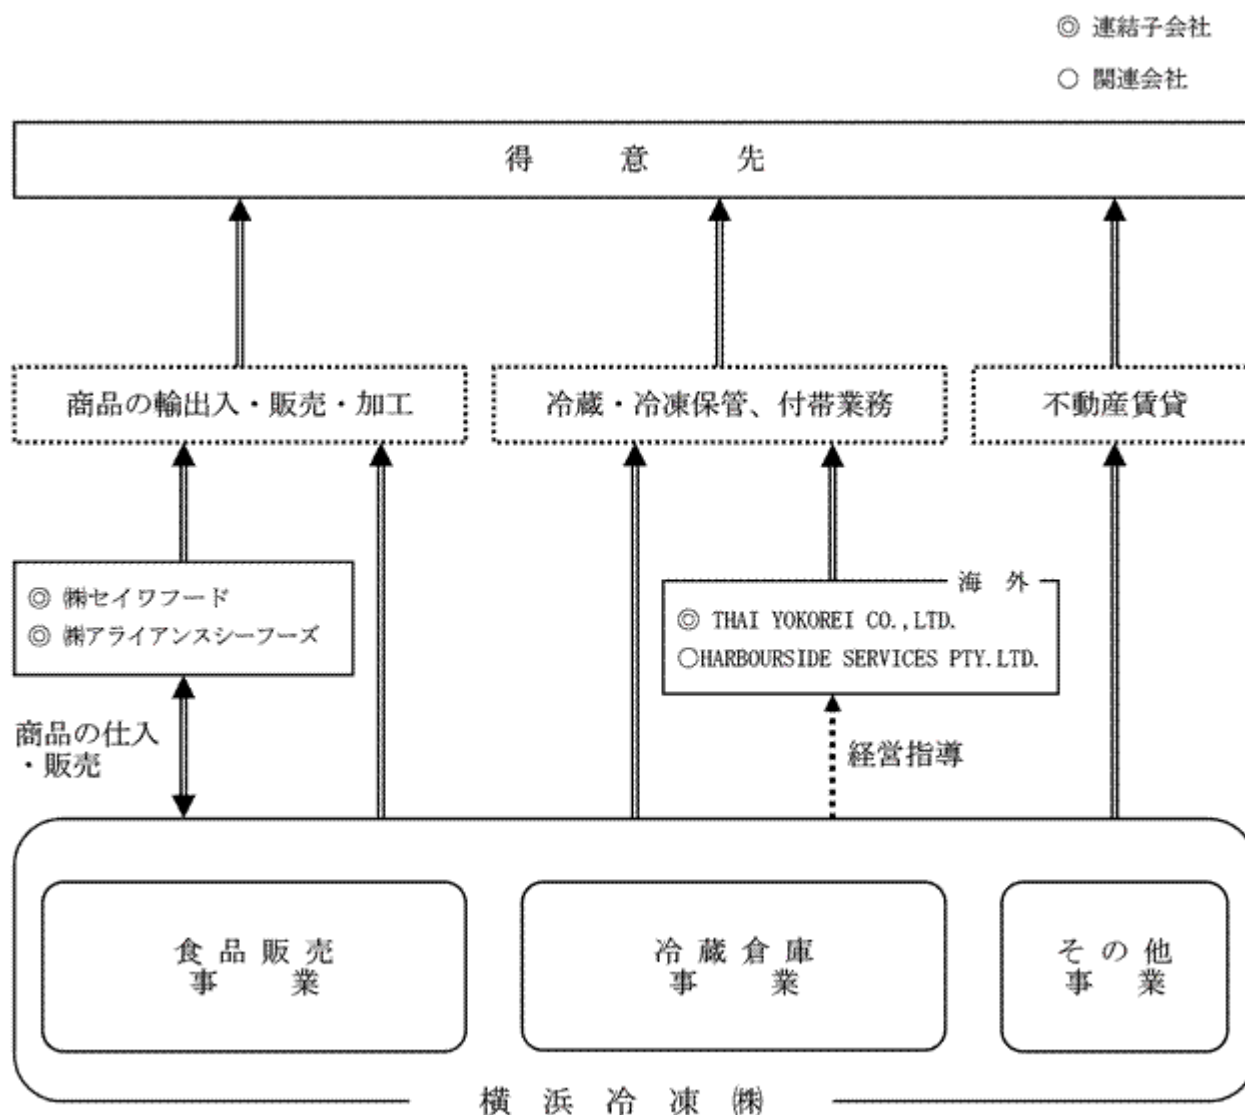 ◎ 連結子会社
○ 関連会社
得意先
商品の輸出入・販売・加工
冷蔵・冷凍保管、付帯業務
不動産賃貸
◎ ㈱セイワフード
◎ ㈱アライアンスシーフーズ
海外
◎ THAI YOKOREI CO.,LTD.
○HARBOURSIDE SERVICES PTY.LTD.
商品の仕入
・販売
経営指導
食品販売
事業
冷蔵倉庫
事業
その他
事業
横浜冷凍㈱